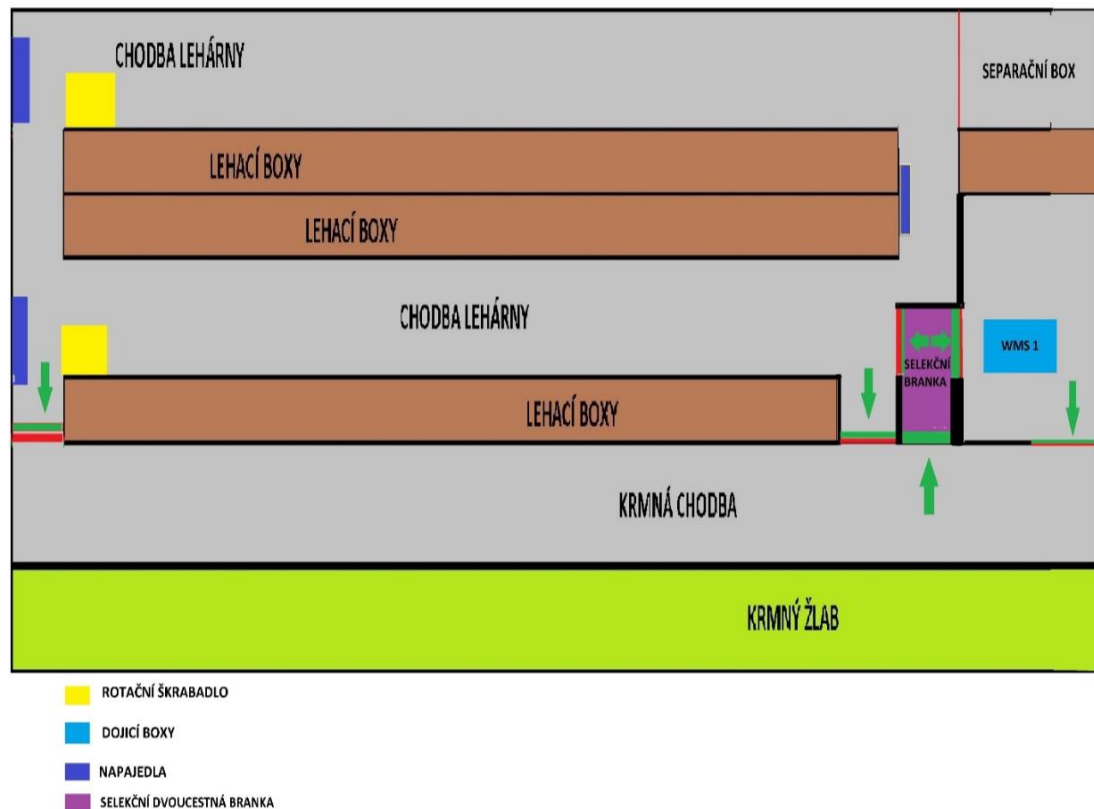 CHODBA LEHÁRNY
SEPARAČNÍ BOX
LEHACÍ BOXY
LEHACÍ BOXY
CHODBA LEHÁRNY
WMS 1
SELEKČNÍ
BRANKA
LEHACÍ BOXY
KRMNÁ CHODBA
KRMNÝ ŽLAB
ROTAČNÍ ŠKRABADLO
DOJICÍ BOXY
NAPAJEDLA
SELEKČNÍ DVOUCESTNÁ BRANKA